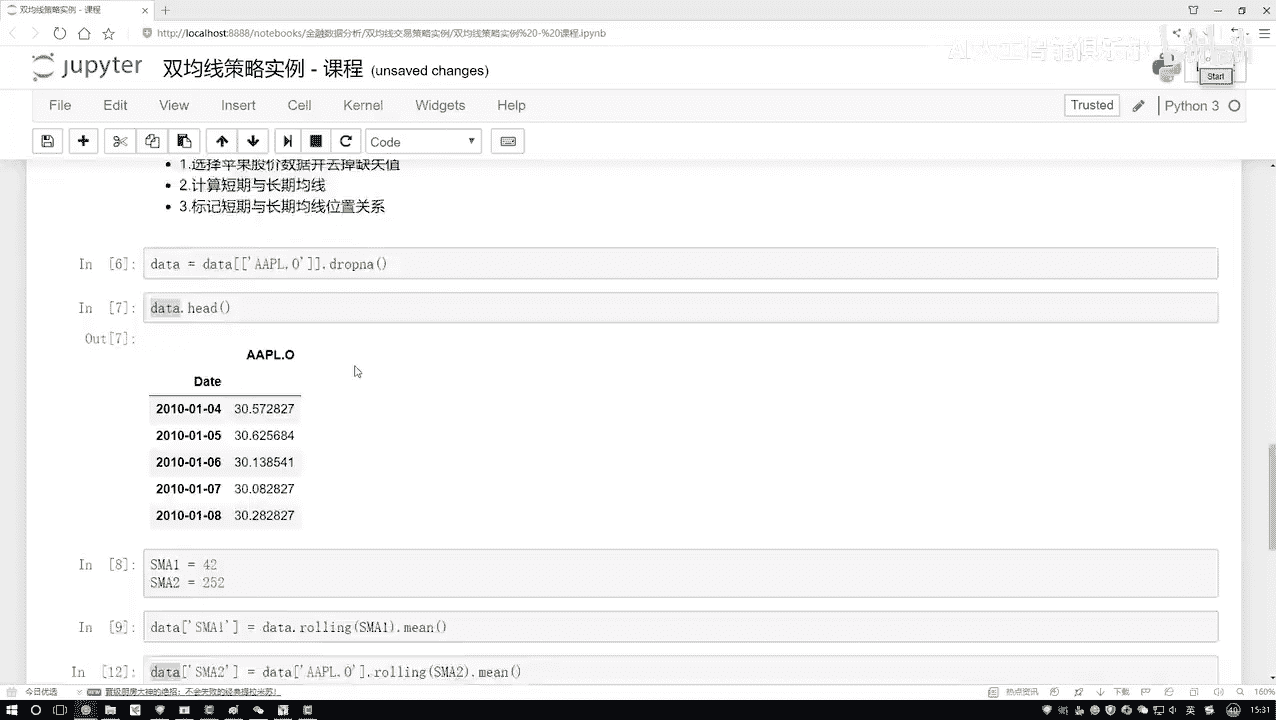 双均线策略实例 - 课程
http://localhost:8888/notebooks/金融数据分析/双均线交易策略实例/双均线策略实例%20-%20课程.ipynb
jupyter 双均线策略实例 - 课程 (unsaved changes)
Start
File Edit View Insert Cell Kernel Widgets Help
Trusted Python 3
Code
1.选择苹果股价数据并去掉缺失值
2.计算短期与长期均线
3.标记短期与长期均线位置关系
In [6]: data = data[['AAPL.O']].dropna()
In [7]: data.head()
Out[7]:
AAPL.O
Date
2010-01-04 30.572827
2010-01-05 30.625684
2010-01-06 30.138541
2010-01-07 30.082827
2010-01-08 30.282827
In [8]: SMA1 = 42
SMA2 = 252
In [9]: data['SMA1'] = data.rolling(SMA1).mean()
In [12]: data['SMA2'] = data['AAPL.O'].rolling(SMA2).mean()
今日优选
热点资讯 下载 160%
英 15:31